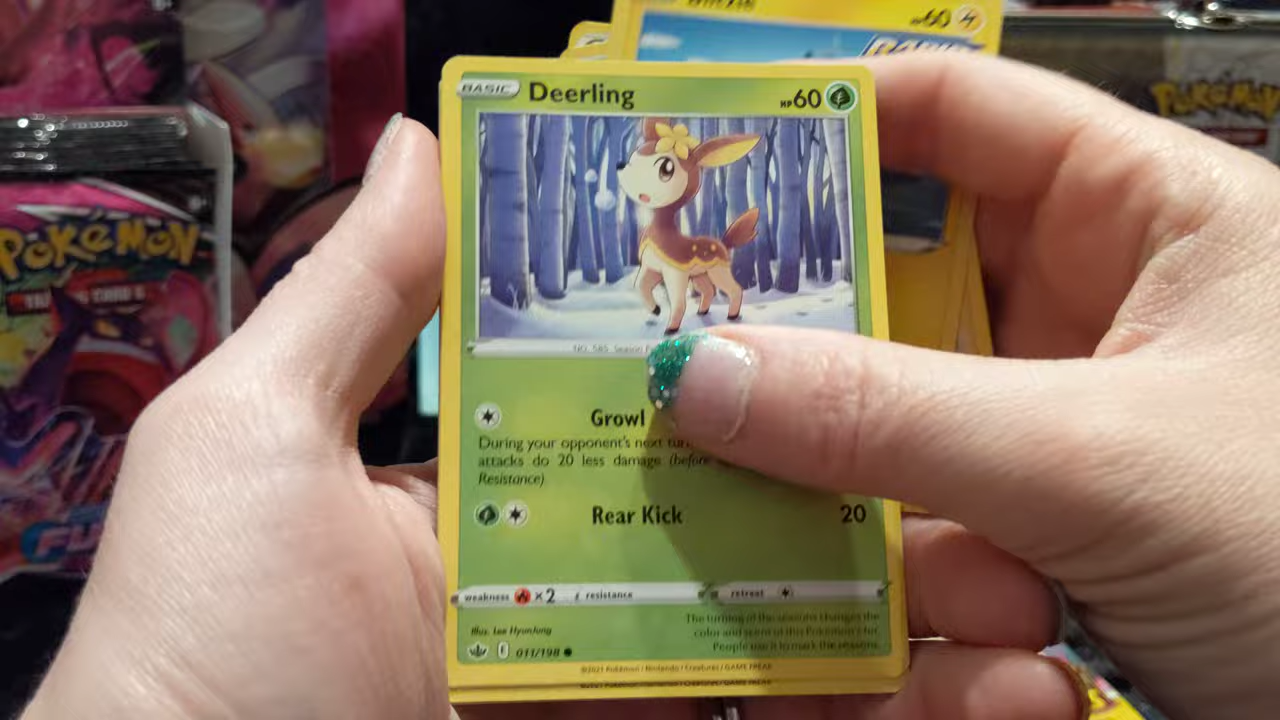 HP60
BASIC Deerling HP60
POKÉMON
POKÉMON
NO. 585 Season
Growl
During your opponent's next turn
attacks do 20 less damage (before
Resistance).
Rear Kick 20
weakness ×2 resistance retreat
The turning of the seasons changes the
color and scent of this Pokémon's fur.
People use it to mark the seasons.
Illus. Lee HyunJung
011/198
©2021 Pokémon / Nintendo / Creatures / GAME FREAK